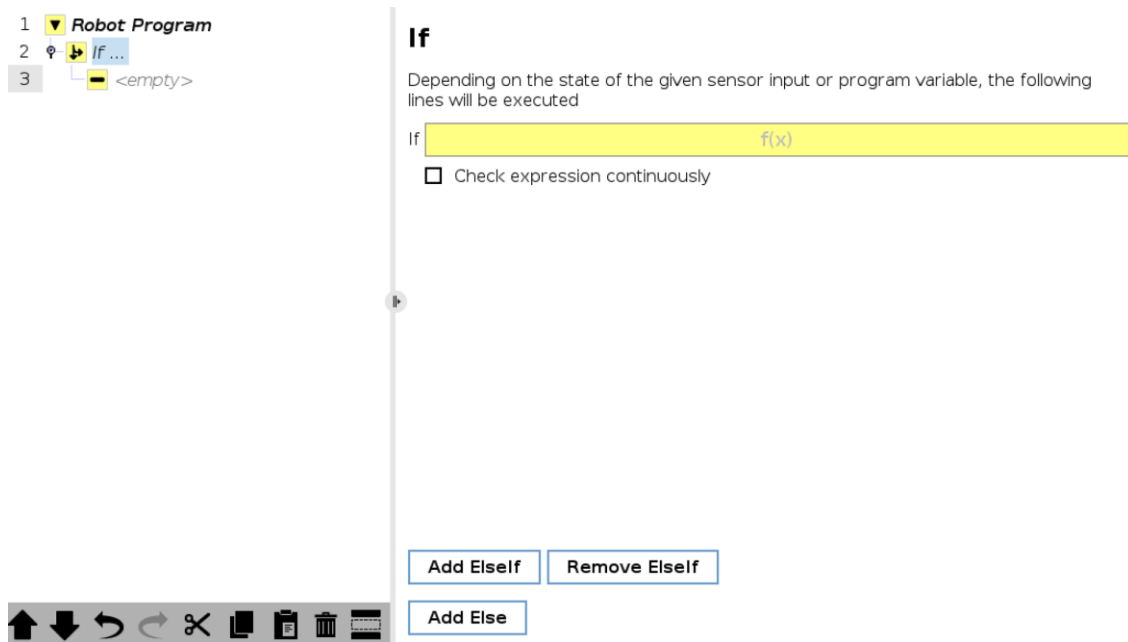 1 Robot Program
2 If ...
3 <empty>
If
Depending on the state of the given sensor input or program variable, the following
lines will be executed
If f(x)
Check expression continuously
Add ElseIf Remove ElseIf
Add Else